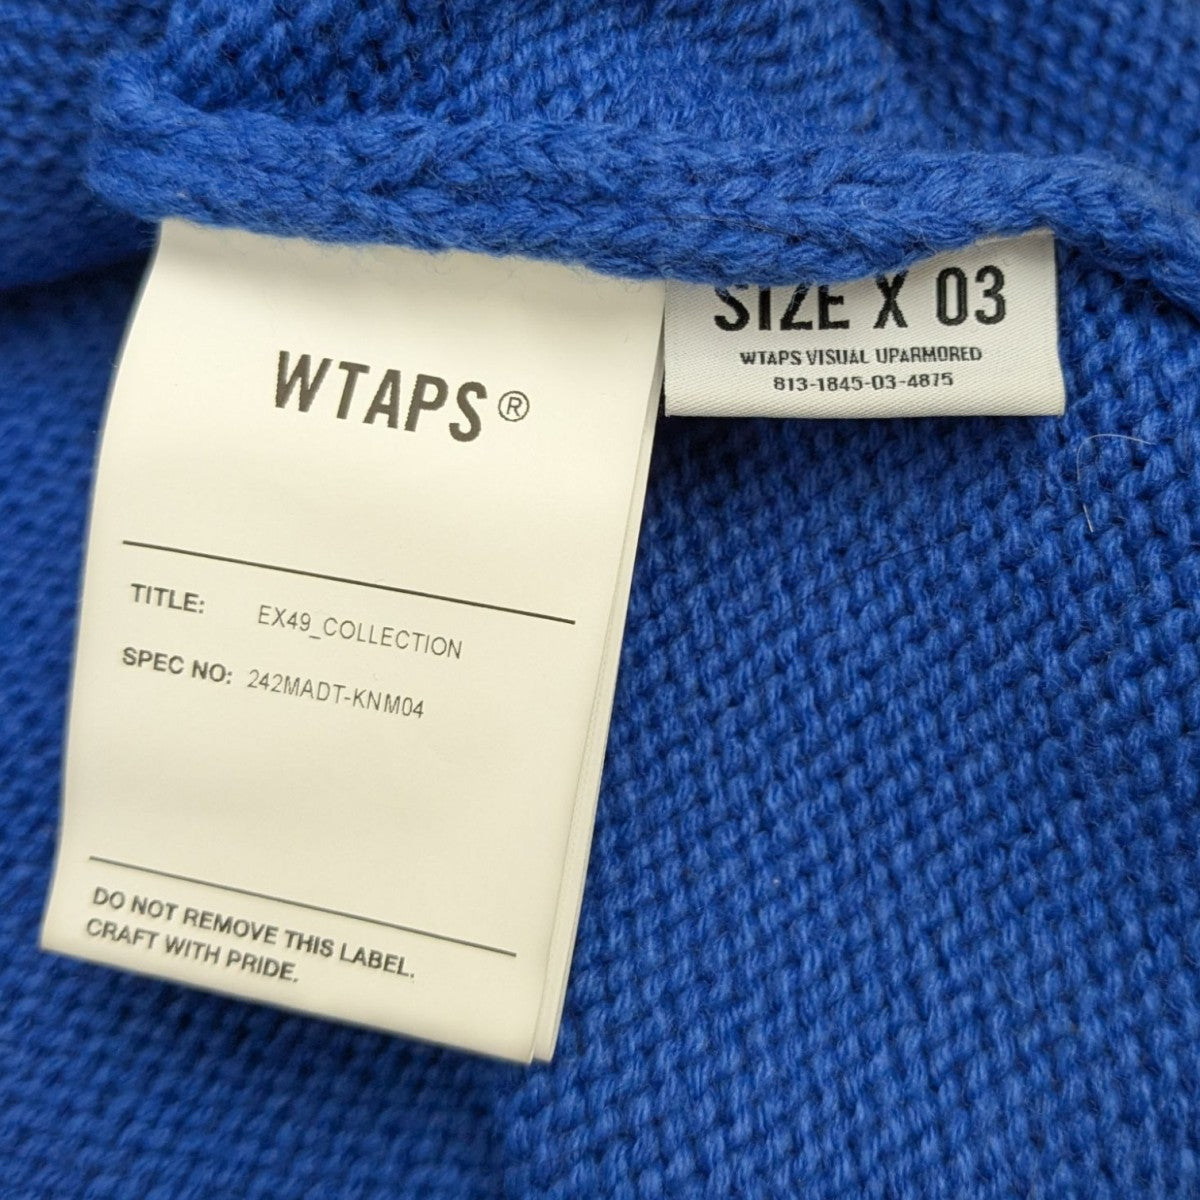 WTAPS®
TITLE: EX49_COLLECTION
SPEC NO: 242MADT-KNM04
DO NOT REMOVE THIS LABEL.
CRAFT WITH PRIDE.
SIZE X 03
WTAPS VISUAL UPARMORED
813-1845-03-4875